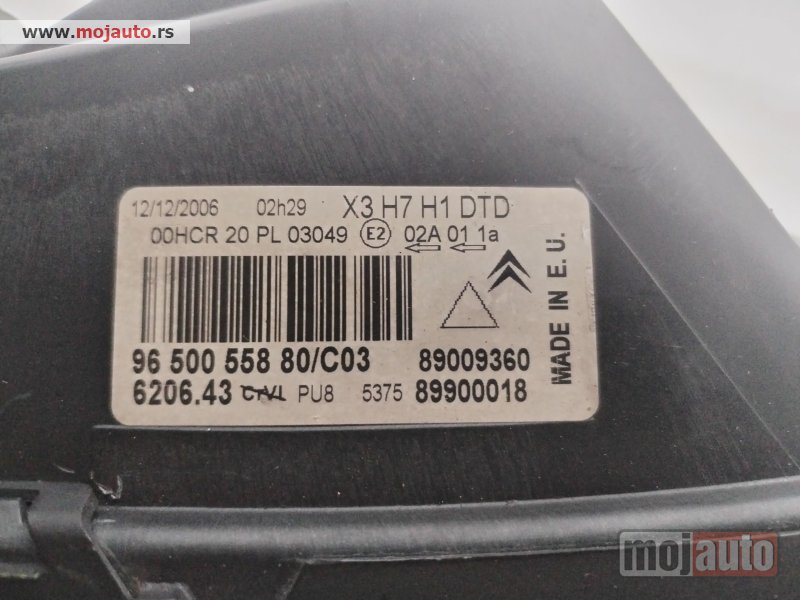 www.mojauto.rs
12/12/2006 02h29 X3 H7 H1 DTD
00HCR 20 PL 03049 E2 02A 01 1a
MADE IN E. U.
96 500 558 80/C03 89009360
6206.43 PU8 5375 89900018
mojauto